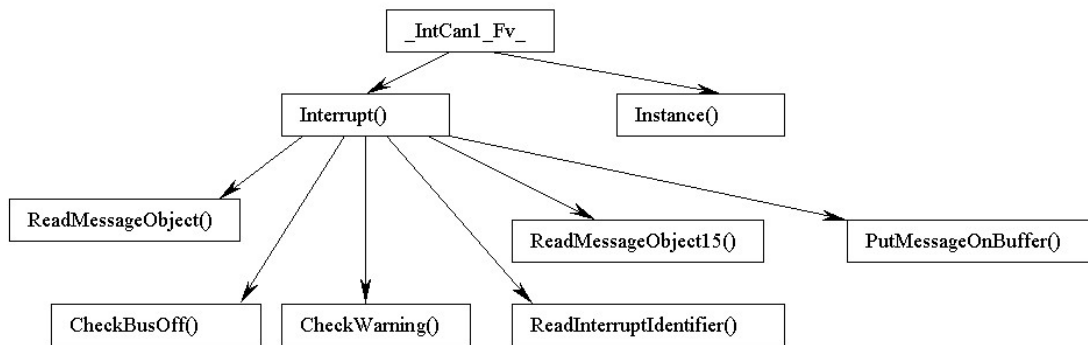 _IntCan1_Fv_
Interrupt()
Instance()
ReadMessageObject()
ReadMessageObject15()
PutMessageOnBuffer()
CheckBusOff()
CheckWarning()
ReadInterruptIdentifier()